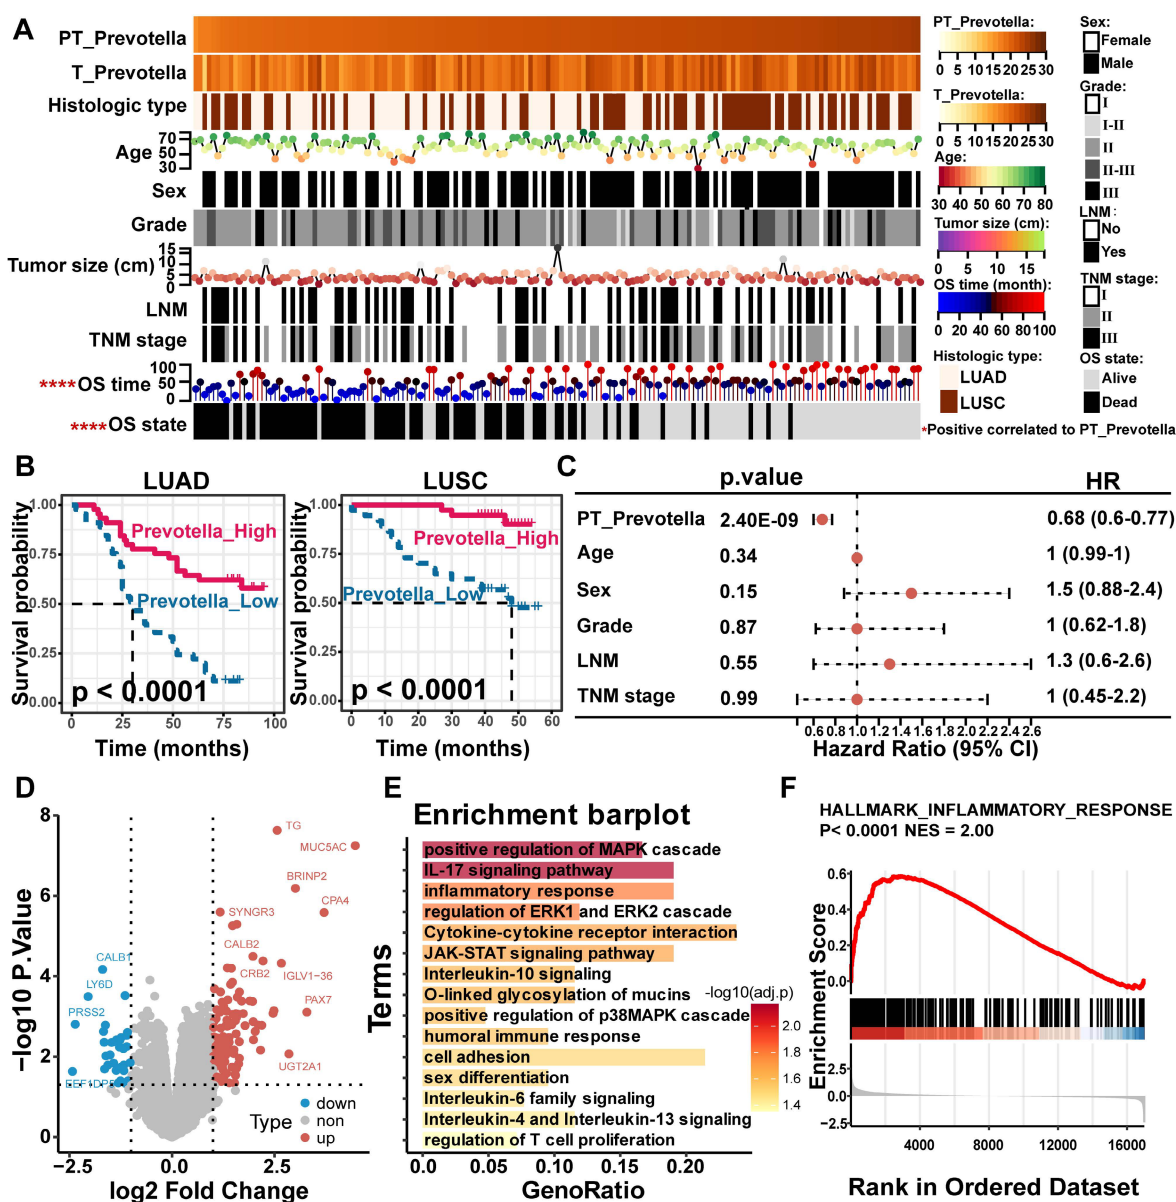 A
PT_Prevotella
T_Prevotella
Histologic type
Age
70
50
30
Sex
Grade
Tumor size (cm)
15
10
5
0
LNM
TNM stage
****OS time
100
50
0
****OS state
PT_Prevotella:
0 5 10 15 20 25 30
T_Prevotella:
0 5 10 15 20 25 30
Age:
30 40 50 60 70 80
Tumor size (cm):
0 5 10 15
OS time (month):
0 20 40 60 80 100
Histologic type:
LUAD
LUSC
Sex:
Female
Male
Grade:
I
I-II
II
II-III
III
LNM:
No
Yes
TNM stage:
I
II
III
OS state:
Alive
Dead
*Positive correlated to PT_Prevotella
B
LUAD
Survival probability
1.00
0.75
0.50
0.25
0.00
Prevotella_High
Prevotella_Low
p < 0.0001
0 25 50 75 100
Time (months)
LUSC
Survival probability
1.00
0.75
0.50
0.25
0.00
Prevotella_High
Prevotella_Low
p < 0.0001
0 10 20 30 40 50 60
Time (months)
C
p.value HR
PT_Prevotella 2.40E-09 0.68 (0.6-0.77)
Age 0.34 1 (0.99-1)
Sex 0.15 1.5 (0.88-2.4)
Grade 0.87 1 (0.62-1.8)
LNM 0.55 1.3 (0.6-2.6)
TNM stage 0.99 1 (0.45-2.2)
0.6 0.8 1.0 1.2 1.4 1.6 1.8 2.0 2.2 2.4 2.6
Hazard Ratio (95% CI)
D
−log10 P.Value
8
6
4
2
0
TG
MUC5AC
BRINP2
CPA4
SYNGR3
CALB2
CRB2
IGLV1−36
PAX7
UGT2A1
CALB1
LY6D
PRSS2
Type
down
non
up
−2.5 0.0 2.5
log2 Fold Change
E
Enrichment barplot
Terms
positive regulation of MAPK cascade
IL-17 signaling pathway
inflammatory response
regulation of ERK1 and ERK2 cascade
Cytokine-cytokine receptor interaction
JAK-STAT signaling pathway
Interleukin-10 signaling
O-linked glycosylation of mucins
positive regulation of p38MAPK cascade
humoral immune response
cell adhesion
sex differentiation
Interleukin-6 family signaling
Interleukin-4 and Interleukin-13 signaling
regulation of T cell proliferation
-log10(adj.p)
2.0
1.8
1.6
1.4
0.0 0.05 0.10 0.15 0.20
GenoRatio
F
HALLMARK_INFLAMMATORY_RESPONSE
P< 0.0001 NES = 2.00
Enrichment Score
0.6
0.4
0.2
0.0
2.5
0.0
−2.5
4000 8000 12000 16000
Rank in Ordered Dataset